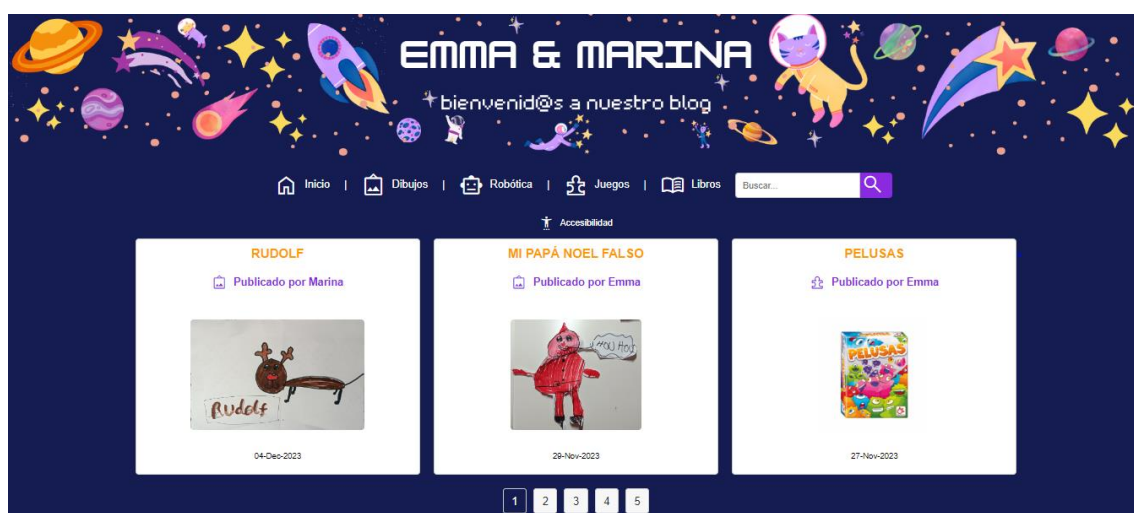 EMMA & MARINA
bienvenid@s a nuestro blog
Inicio | Dibujos | Robótica | Juegos | Libros Buscar...
Accesibilidad
RUDOLF
Publicado por Marina
Rudolf
04-Dec-2023
MI PAPÁ NOEL FALSO
Publicado por Emma
HOU HOU
29-Nov-2023
PELUSAS
Publicado por Emma
PELUSAS
27-Nov-2023
1 2 3 4 5